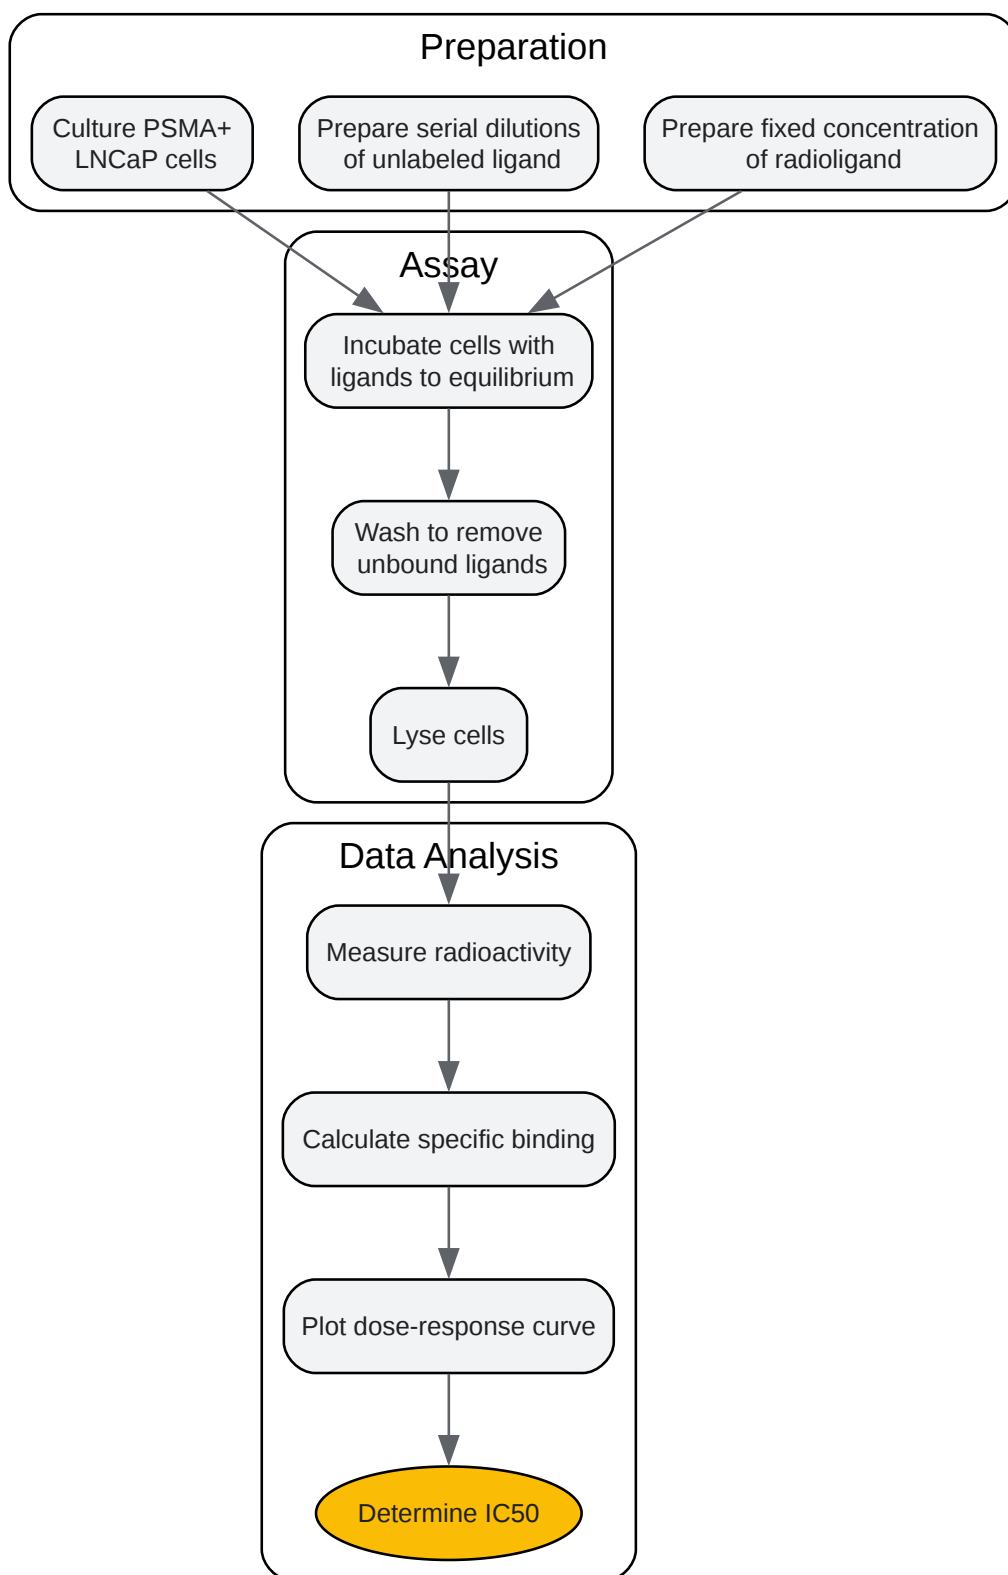 Preparation
Culture PSMA+
LNCaP cells
Prepare serial dilutions
of unlabeled ligand
Prepare fixed concentration
of radioligand
Assay
Incubate cells with
ligands to equilibrium
Wash to remove
unbound ligands
Lyse cells
Data Analysis
Measure radioactivity
Calculate specific binding
Plot dose-response curve
Determine IC50